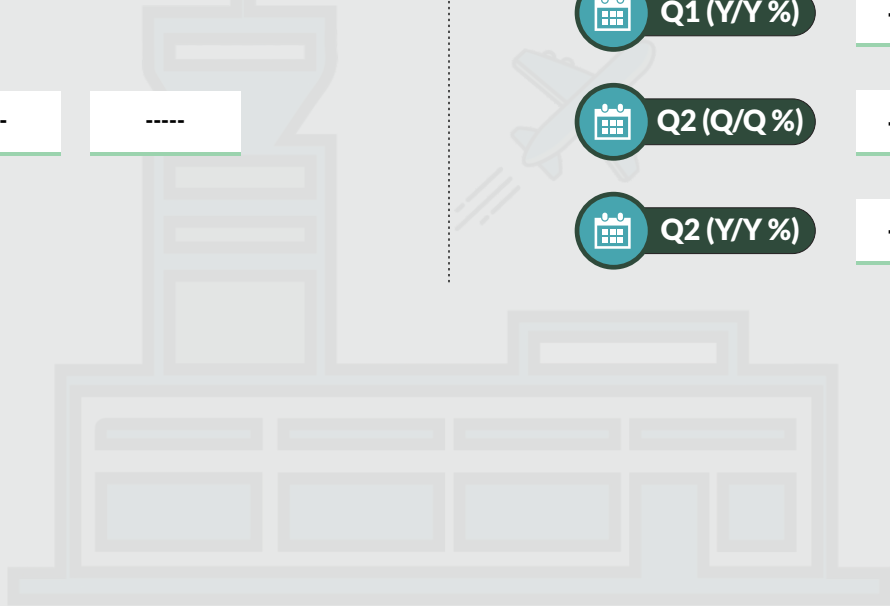 Q1 (Y/Y %)
-----
Q2 (Q/Q %)
Q2 (Y/Y %)